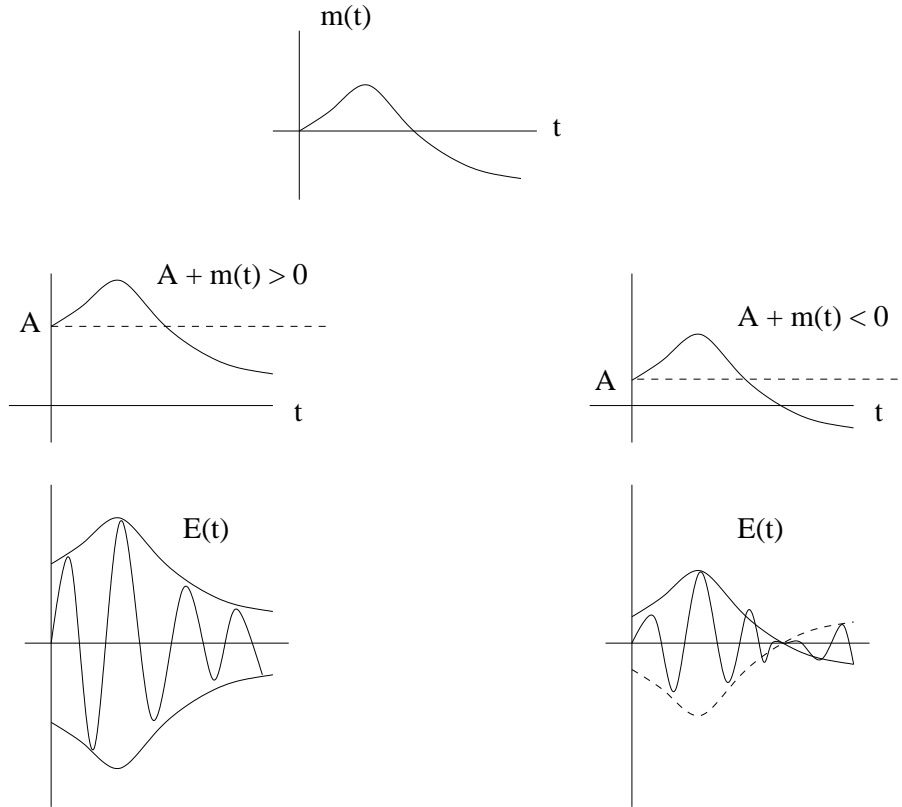 m(t)
t
A + m(t) > 0
A
t
A + m(t) < 0
A
t
E(t)
E(t)